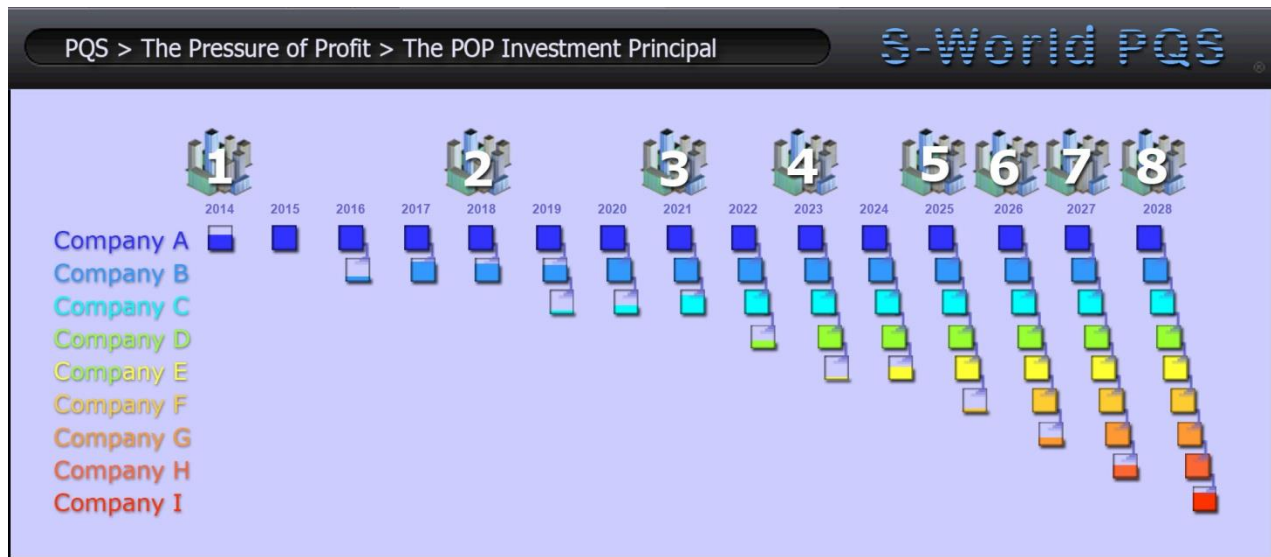 PQS > The Pressure of Profit > The POP Investment Principal
S-World PQS ®
1 2 3 4 5 6 7 8
2014 2015 2016 2017 2018 2019 2020 2021 2022 2023 2024 2025 2026 2027 2028
Company A
Company B
Company C
Company D
Company E
Company F
Company G
Company H
Company I